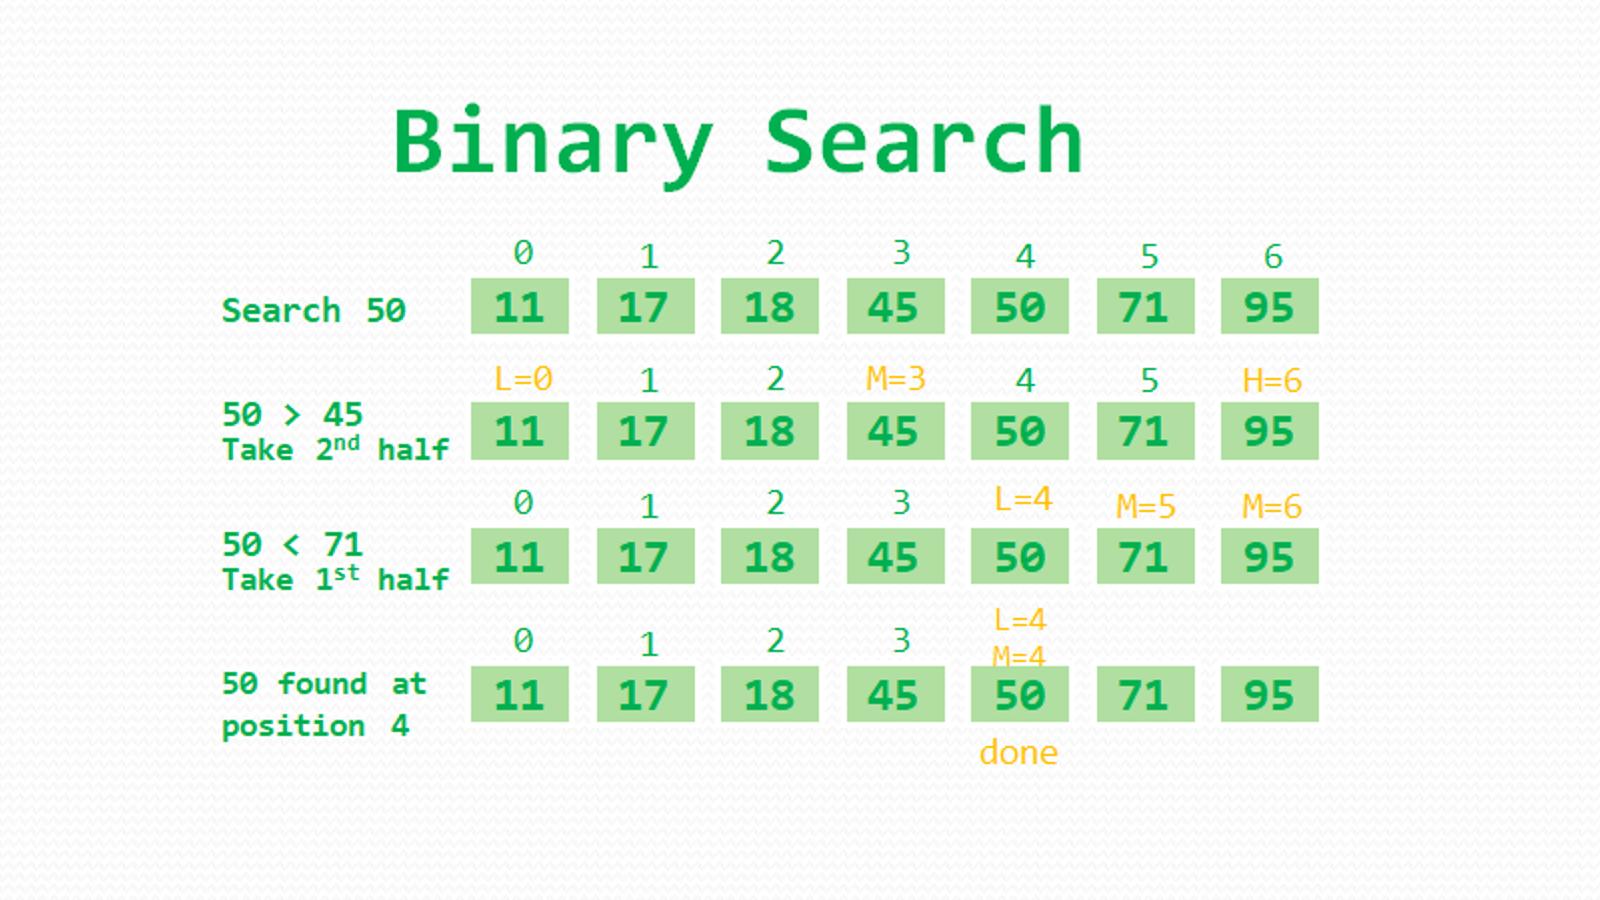 Binary Search
0 1 2 3 4 5 6
Search 50 11 17 18 45 50 71 95
L=0 1 2 M=3 4 5 H=6
50 > 45
Take 2nd half 11 17 18 45 50 71 95
0 1 2 3 L=4 M=5 M=6
50 < 71
Take 1st half 11 17 18 45 50 71 95
L=4
0 1 2 3 M=4
50 found at
position 4 11 17 18 45 50 71 95
done